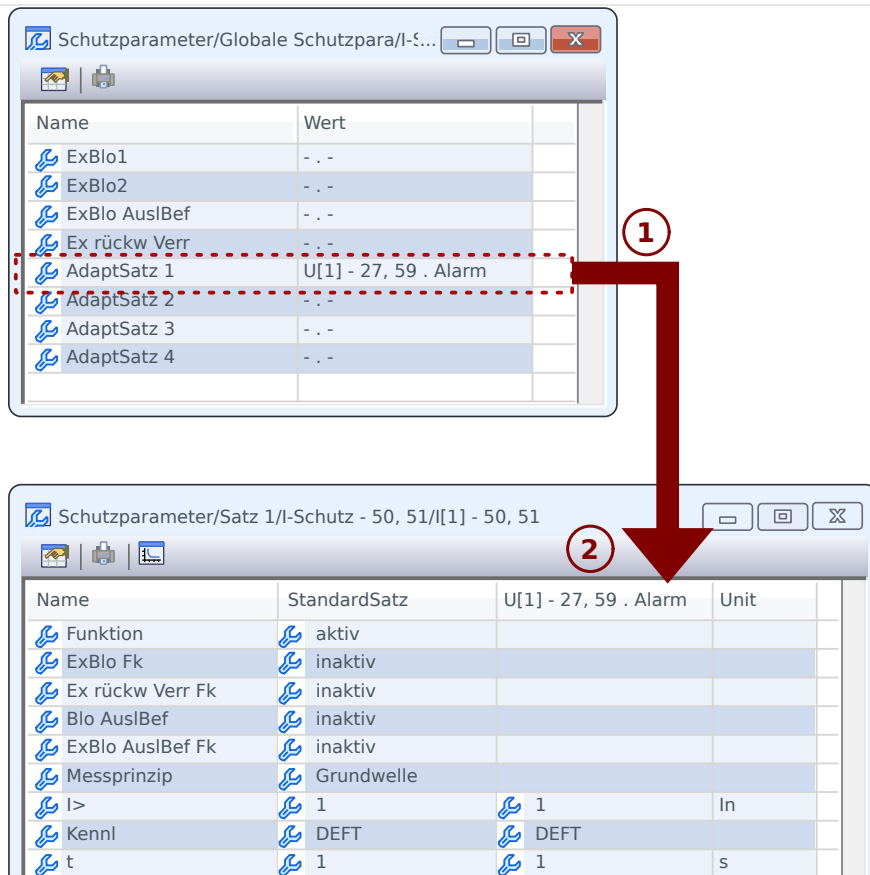 Schutzparameter/Globale Schutzpara/I-S...
Name Wert
ExBlo1 - . -
ExBlo2 - . -
ExBlo AuslBef - . -
Ex rückw Verr - . -
AdaptSatz 1 U[1] - 27, 59 . Alarm
AdaptSatz 2 - . -
AdaptSatz 3 - . -
AdaptSatz 4 - . -
1
Schutzparameter/Satz 1/I-Schutz - 50, 51/I[1] - 50, 51
2
Name StandardSatz U[1] - 27, 59 . Alarm Unit
Funktion aktiv
ExBlo Fk inaktiv
Ex rückw Verr Fk inaktiv
Blo AuslBef inaktiv
ExBlo AuslBef Fk inaktiv
Messprinzip Grundwelle
I> 1 1 In
Kennl DEFT DEFT
t 1 1 s